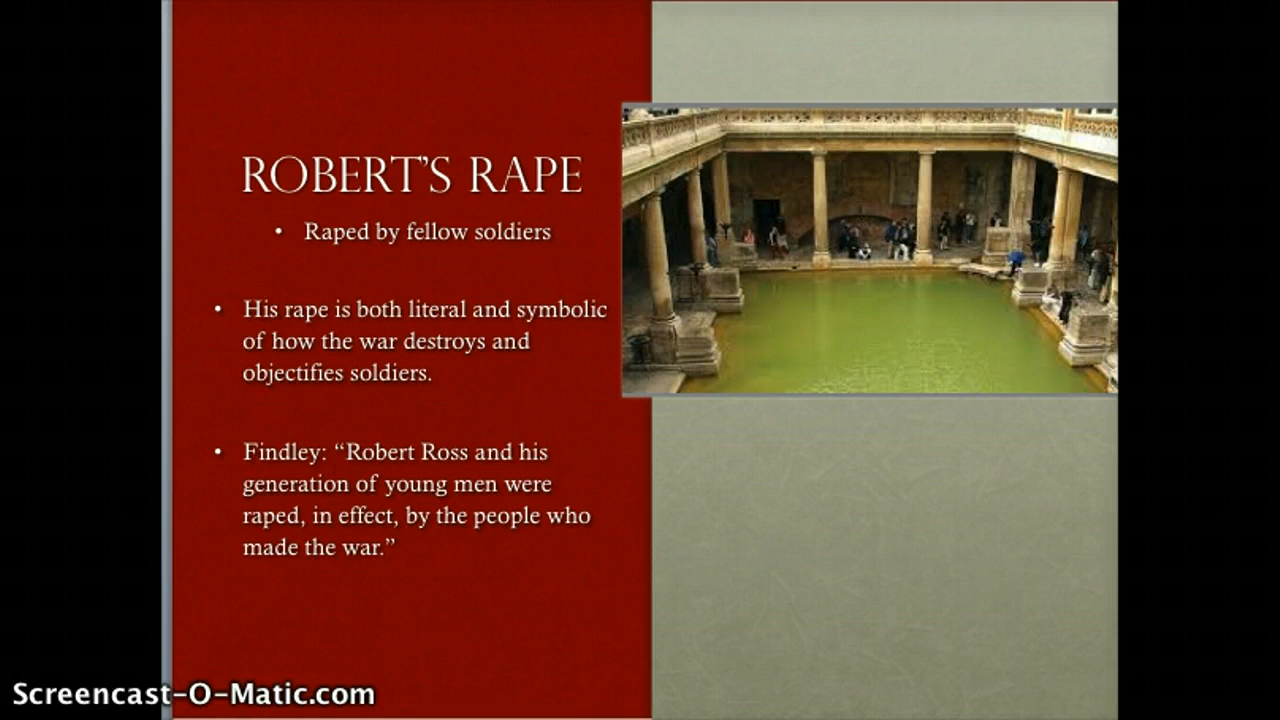 ROBERT'S RAPE
• Raped by fellow soldiers
• His rape is both literal and symbolic
of how the war destroys and
objectifies soldiers.
• Findley: “Robert Ross and his
generation of young men were
raped, in effect, by the people who
made the war.”
Screencast-O-Matic.com